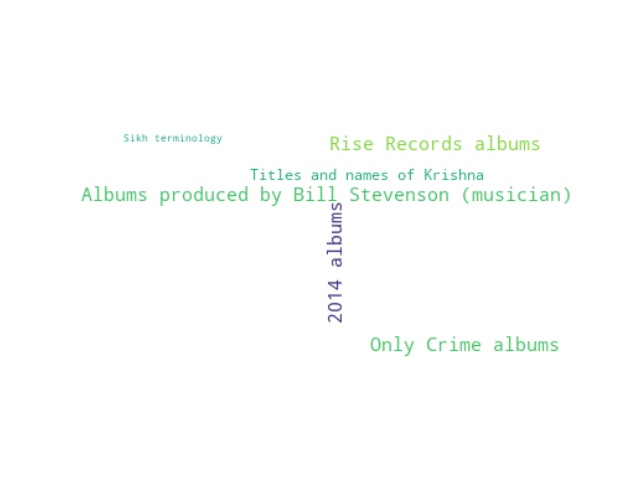 Sikh terminology
Rise Records albums
Titles and names of Krishna
Albums produced by Bill Stevenson (musician)
2014 albums
Only Crime albums